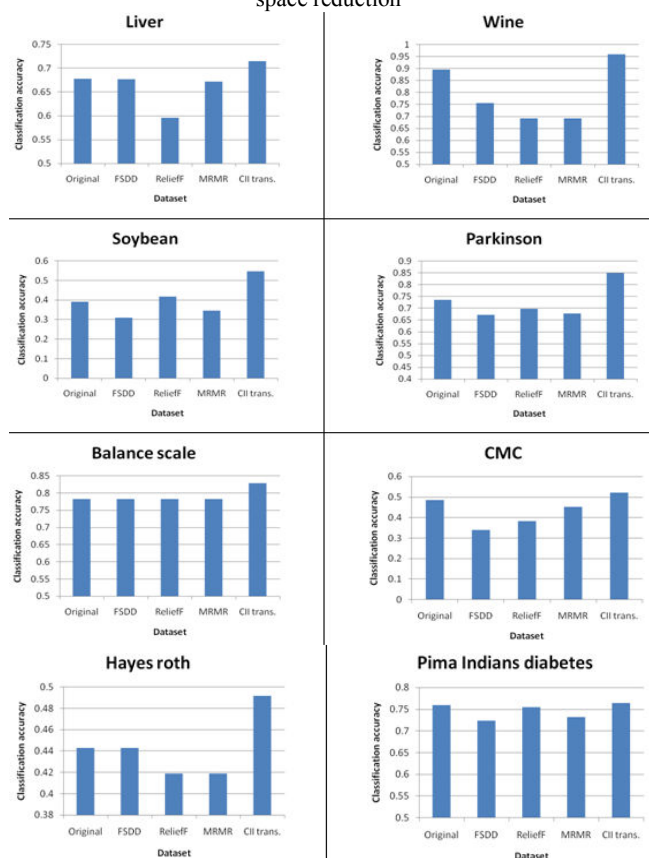 space reduction
Liver
Classification accuracy
0.75
0.7
0.65
0.6
0.55
0.5
Original FSDD ReliefF MRMR CII trans.
Dataset
Wine
Classification accuracy
1
0.95
0.9
0.85
0.8
0.75
0.7
0.65
0.6
0.55
0.5
Original FSDD ReliefF MRMR CII trans.
Dataset
Soybean
Classification accuracy
0.6
0.5
0.4
0.3
0.2
0.1
0
Original FSDD ReliefF MRMR CII trans.
Dataset
Parkinson
Classification accuracy
0.9
0.85
0.8
0.75
0.7
0.65
0.6
0.55
0.5
0.45
0.4
Original FSDD ReliefF MRMR CII trans.
Dataset
Balance scale
Classification accuracy
0.85
0.8
0.75
0.7
0.65
0.6
0.55
0.5
Original FSDD ReliefF MRMR CII trans.
Dataset
CMC
Classification accuracy
0.6
0.5
0.4
0.3
0.2
0.1
0
Original FSDD ReliefF MRMR CII trans.
Dataset
Hayes roth
Classification accuracy
0.5
0.48
0.46
0.44
0.42
0.4
0.38
Original FSDD ReliefF MRMR CII trans.
Dataset
Pima Indians diabetes
Classification accuracy
0.8
0.75
0.7
0.65
0.6
0.55
0.5
Original FSDD ReliefF MRMR CII trans.
Dataset